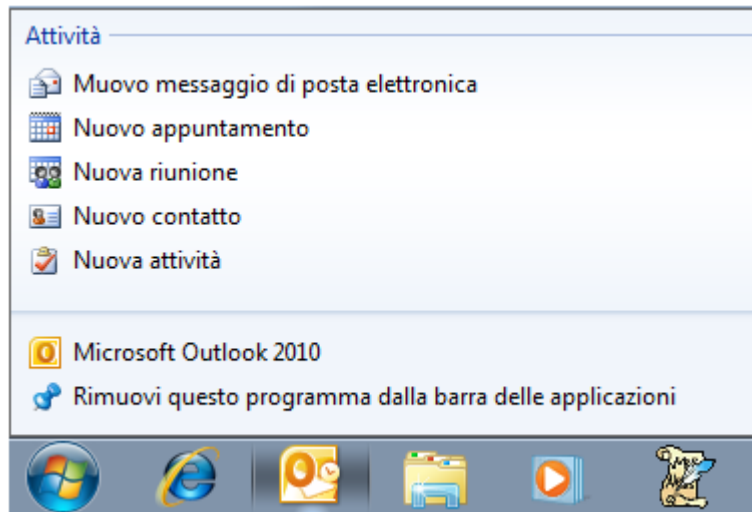 Attività
Muovo messaggio di posta elettronica
Nuovo appuntamento
Nuova riunione
Nuovo contatto
Nuova attività
Microsoft Outlook 2010
Rimuovi questo programma dalla barra delle applicazioni